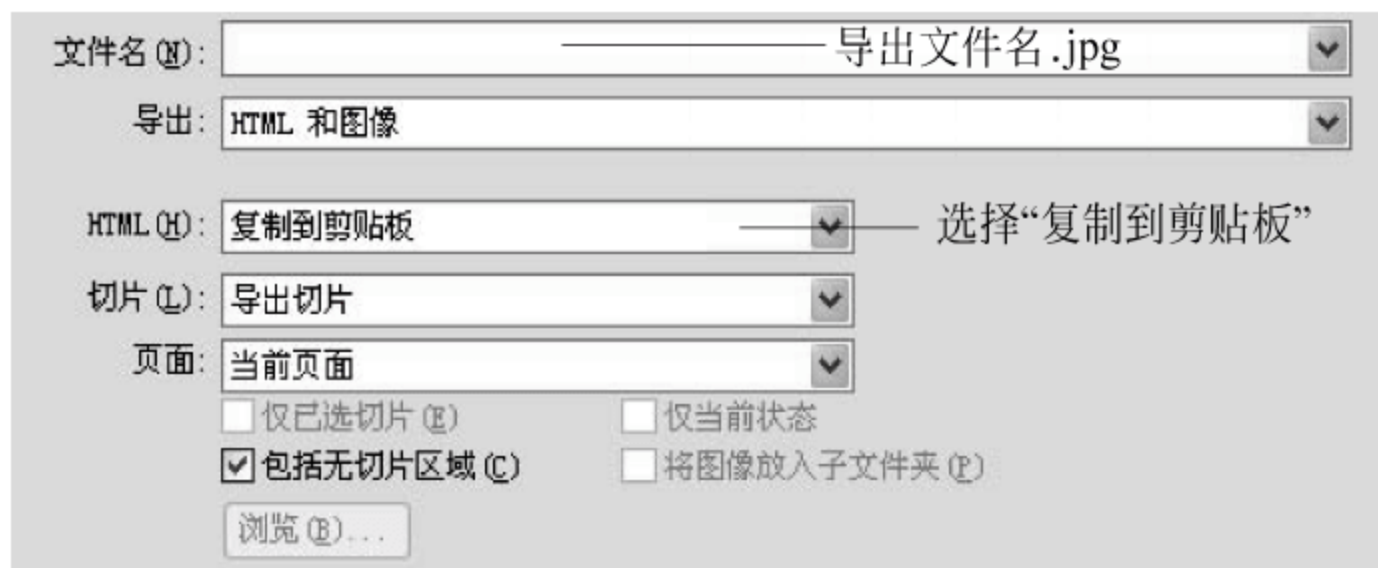 文件名(N): 导出文件名.jpg
导出: HTML 和图像
HTML(H): 复制到剪贴板 选择“复制到剪贴板”
切片(L): 导出切片
页面: 当前页面
仅已选切片(E) 仅当前状态
包括无切片区域(C) 将图像放入子文件夹(P)
浏览(B)...